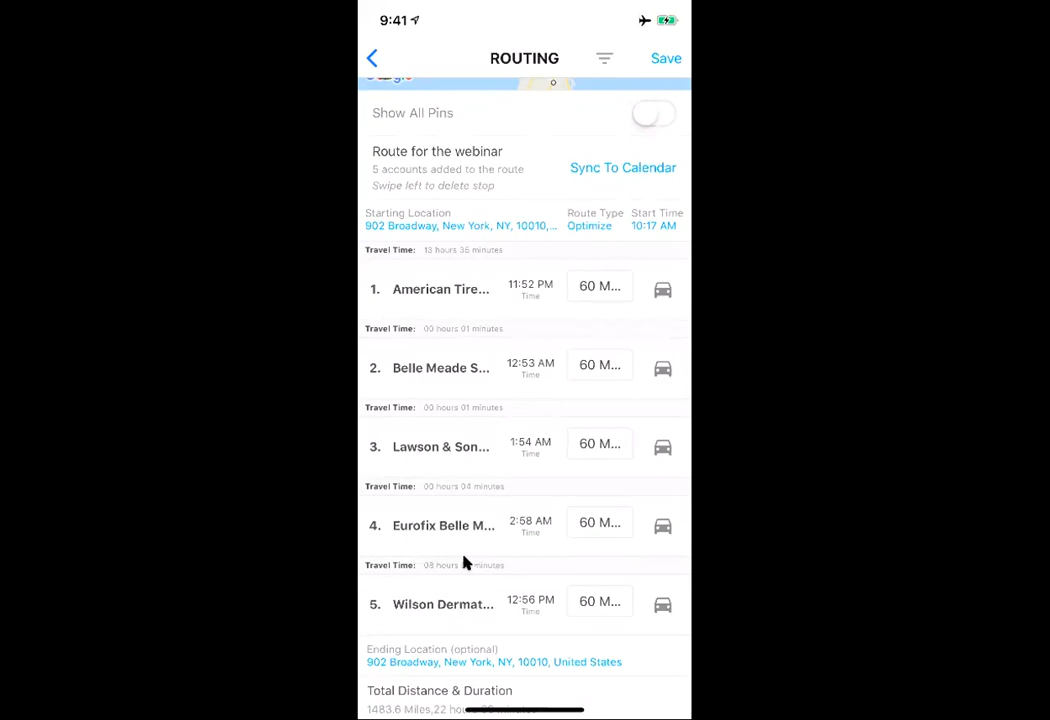 9:41
ROUTING
Save
Show All Pins
Route for the webinar
5 accounts added to the route
Swipe left to delete stop
Sync To Calendar
Starting Location
Route Type
Start Time
902 Broadway, New York, NY, 10010,...
Optimize
10:17 AM
Travel Time: 13 hours 35 minutes
1. American Tire... 11:52 PM 60 M...
Time
Travel Time: 00 hours 01 minutes
2. Belle Meade S... 12:53 AM 60 M...
Time
Travel Time: 00 hours 01 minutes
3. Lawson & Son... 1:54 AM 60 M...
Time
Travel Time: 00 hours 04 minutes
4. Eurofix Belle M... 2:58 AM 60 M...
Time
Travel Time: 08 hours minutes
5. Wilson Dermat... 12:56 PM 60 M...
Time
Ending Location (optional)
902 Broadway, New York, NY, 10010, United States
Total Distance & Duration
1483.6 Miles,22